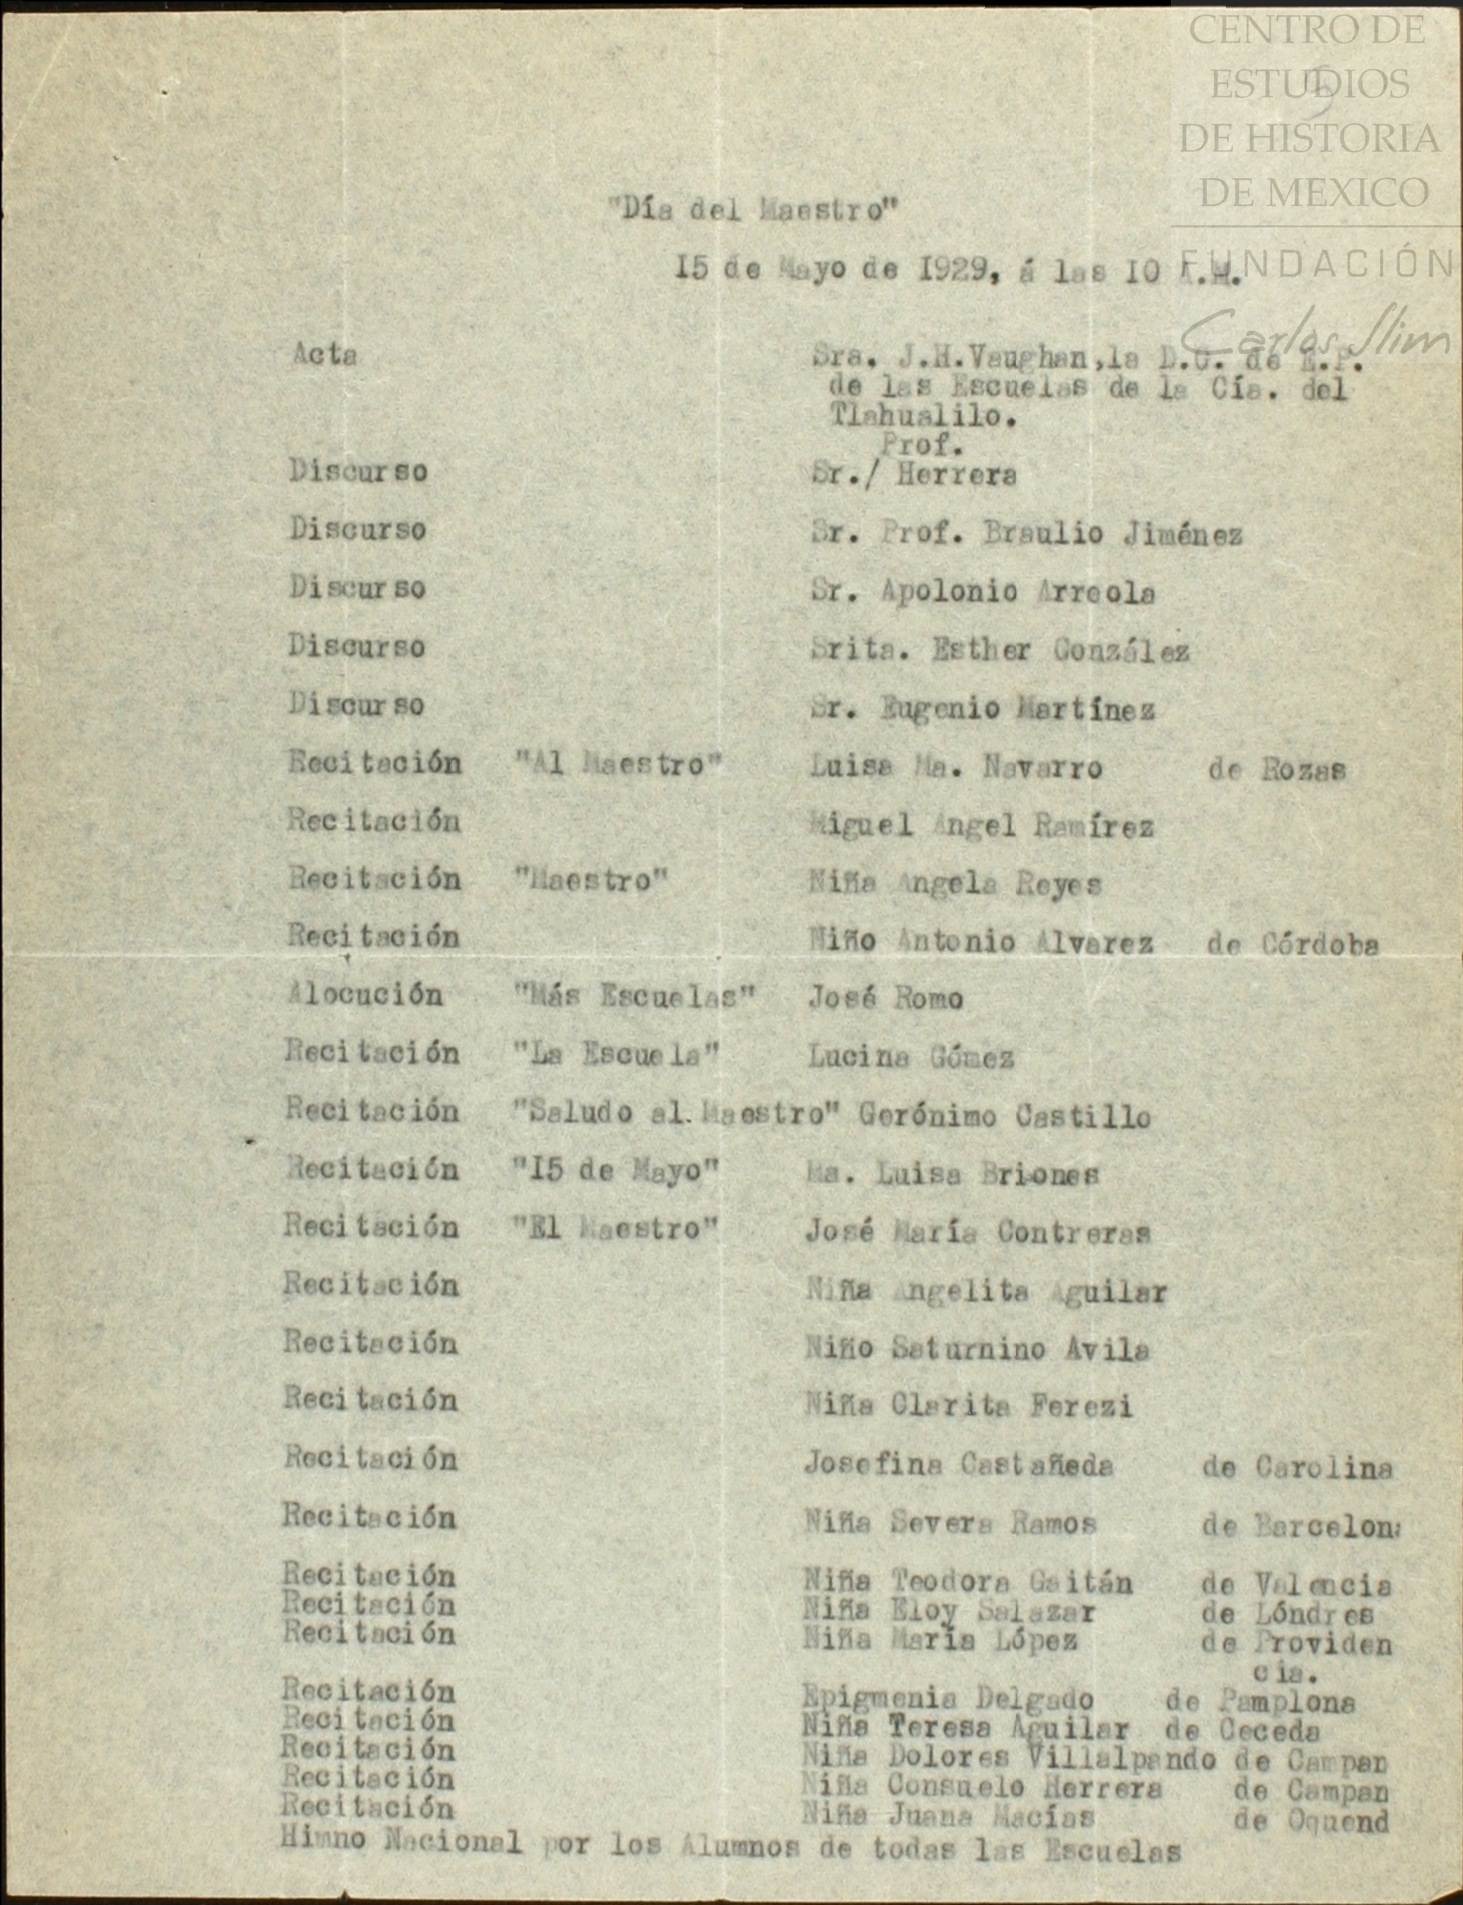 CENTRO DE
ESTUDIOS
DE HISTORIA
DE MEXICO
FUNDACIÓN
Carlos Slim
"Día del Maestro"
I5 de Mayo de I929, á las IO A.M.
Acta Sra. J.H.Vaughan,la D.O. de E.P.
de las Escuelas de la Cía. del
Tlahualilo.
Prof.
Discurso Sr./ Herrera
Discurso Sr. Prof. Braulio Jiménez
Discurso Sr. Apolonio Arreola
Discurso Srita. Esther González
Discurso Sr. Eugenio Martínez
Recitación "Al Maestro" Luisa Ma. Navarro de Rozas
Recitación Miguel Angel Ramírez
Recitación "Maestro" Niña Angela Reyes
Recitación Niño Antonio Alvarez de Córdoba
Alocución "Más Escuelas" José Romo
Recitación "La Escuela" Lucina Gómez
Recitación "Saludo al Maestro" Gerónimo Castillo
Recitación "I5 de Mayo" Ma. Luisa Briones
Recitación "El Maestro" José María Contreras
Recitación Niña Angelita Aguilar
Recitación Niño Saturnino Avila
Recitación Niña Clarita Ferezi
Recitación Josefina Castañeda de Carolina
Recitación Niña Severa Ramos de Barcelona
Recitación Niña Teodora Gaitán de Valencia
Recitación Niña Eloy Salazar de Lóndres
Recitación Niña María López de Providen
cia.
Recitación Epigmenia Delgado de Pamplona
Recitación Niña Teresa Aguilar de Ceceda
Recitación Niña Dolores Villalpando de Campan
Recitación Niña Consuelo Herrera de Campan
Recitación Niña Juana Macías de Oquend
Himno Nacional por los Alumnos de todas las Escuelas